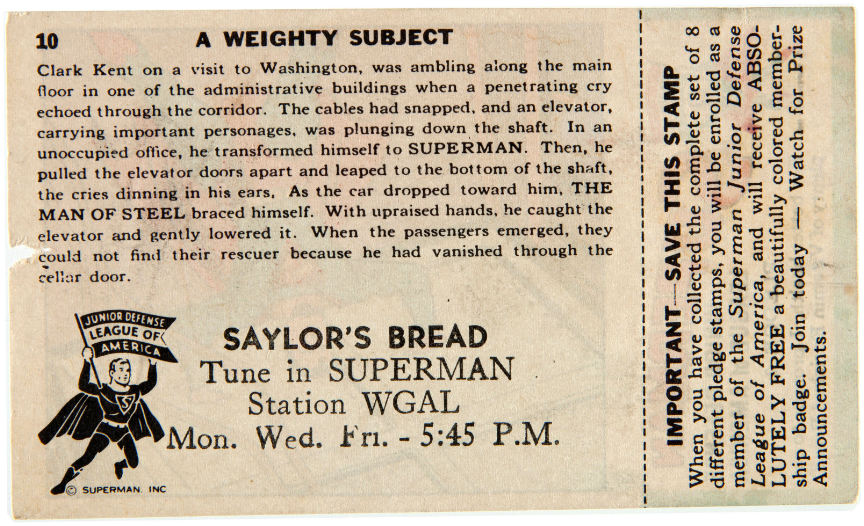 10 A WEIGHTY SUBJECT
Clark Kent on a visit to Washington, was ambling along the main
floor in one of the administrative buildings when a penetrating cry
echoed through the corridor. The cables had snapped, and an elevator,
carrying important personages, was plunging down the shaft. In an
unoccupied office, he transformed himself to SUPERMAN. Then, he
pulled the elevator doors apart and leaped to the bottom of the shaft,
the cries dinning in his ears. As the car dropped toward him, THE
MAN OF STEEL braced himself. With upraised hands, he caught the
elevator and gently lowered it. When the passengers emerged, they
could not find their rescuer because he had vanished through the
cellar door.
JUNIOR DEFENSE
LEAGUE OF
AMERICA
S
© SUPERMAN, INC
SAYLOR'S BREAD
Tune in SUPERMAN
Station WGAL
Mon. Wed. Fri. - 5:45 P.M.
IMPORTANT—SAVE THIS STAMP
When you have collected the complete set of 8
different pledge stamps, you will be enrolled as a
member of the Superman Junior Defense
League of America, and will receive ABSO-
LUTELY FREE a beautifully colored member-
ship badge. Join today — Watch for Prize
Announcements.